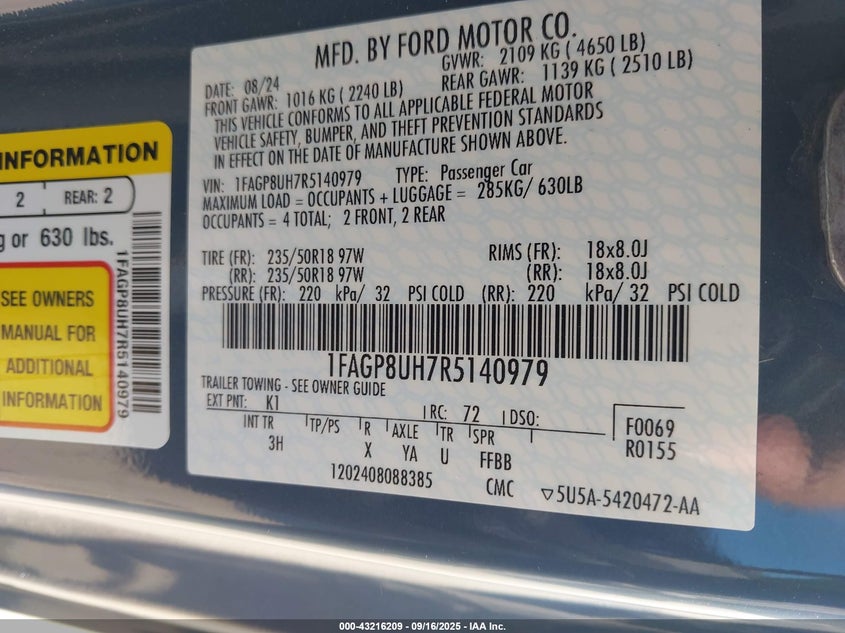 INFORMATION
2 REAR: 2
g or 630 lbs.
SEE OWNERS
MANUAL FOR
ADDITIONAL
INFORMATION
1FAGP8UH7R5140979
MFD. BY FORD MOTOR CO.
DATE: 08/24 GVWR: 2109 KG ( 4650 LB)
FRONT GAWR: 1016 KG ( 2240 LB) REAR GAWR: 1139 KG ( 2510 LB)
THIS VEHICLE CONFORMS TO ALL APPLICABLE FEDERAL MOTOR
VEHICLE SAFETY, BUMPER, AND THEFT PREVENTION STANDARDS
IN EFFECT ON THE DATE OF MANUFACTURE SHOWN ABOVE.
VIN: 1FAGP8UH7R5140979 TYPE: Passenger Car
MAXIMUM LOAD = OCCUPANTS + LUGGAGE = 285KG/ 630LB
OCCUPANTS = 4 TOTAL; 2 FRONT, 2 REAR
TIRE (FR): 235/50R18 97W RIMS (FR): 18x8.0J
(RR): 235/50R18 97W (RR): 18x8.0J
PRESSURE (FR): 220 kPa/ 32 PSI COLD (RR): 220 kPa/ 32 PSI COLD
1FAGP8UH7R5140979
TRAILER TOWING - SEE OWNER GUIDE
EXT PNT: K1 RC: 72 DSO: F0069
INT TR TP/PS R AXLE TR SPR R0155
3H X YA U FFBB
1202408088385 CMC ▽5U5A-5420472-AA
000-43216209 - 09/16/2025 - IAA Inc.